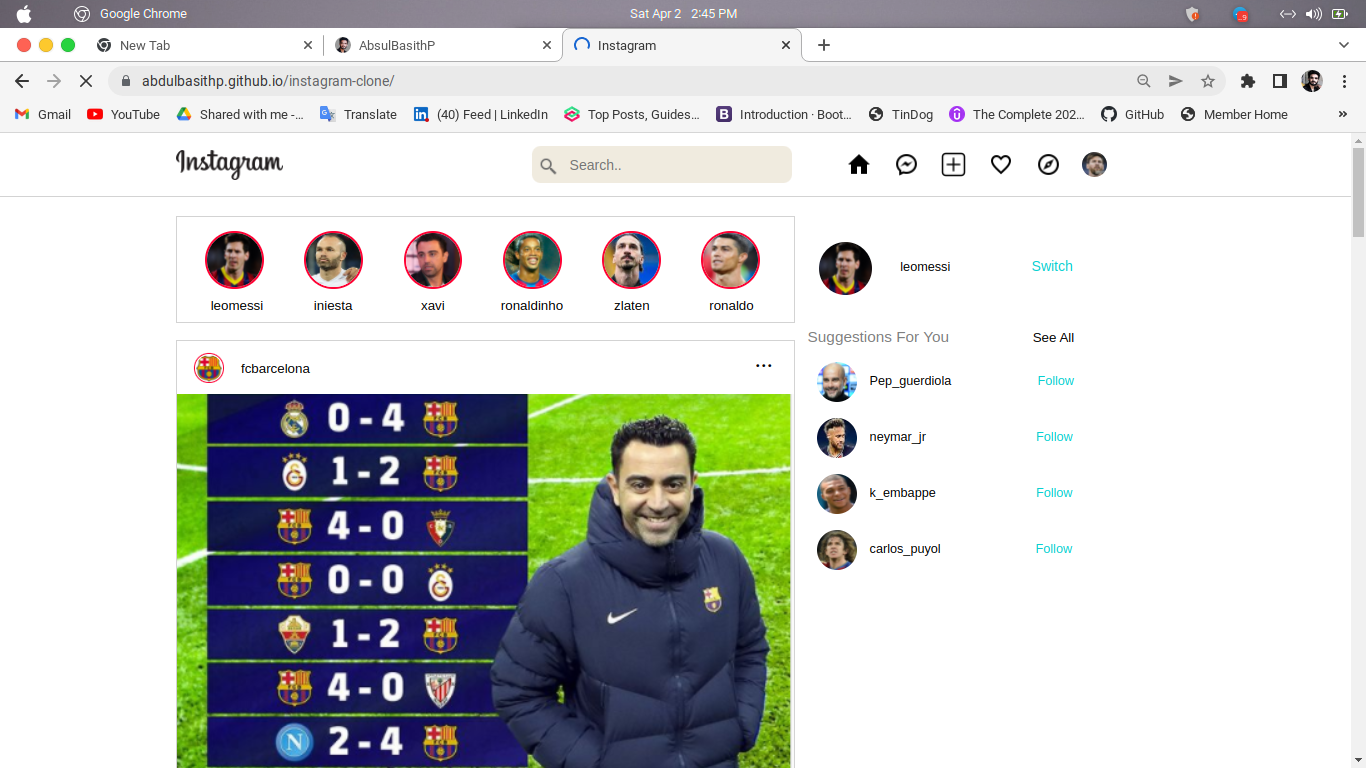 Google Chrome Sat Apr 2 2:45 PM
New Tab AbsulBasithP Instagram
abdulbasithp.github.io/instagram-clone/
Gmail YouTube Shared with me -... Translate (40) Feed | LinkedIn Top Posts, Guides... B Introduction · Boot... TinDog The Complete 202... GitHub Member Home »
Instagram Search..
leomessi iniesta xavi ronaldinho zlaten ronaldo
fcbarcelona ...
0 - 4
1 - 2
4 - 0
0 - 0
1 - 2
4 - 0
N 2 - 4
leomessi Switch
Suggestions For You See All
Pep_guerdiola Follow
neymar_jr Follow
k_embappe Follow
carlos_puyol Follow